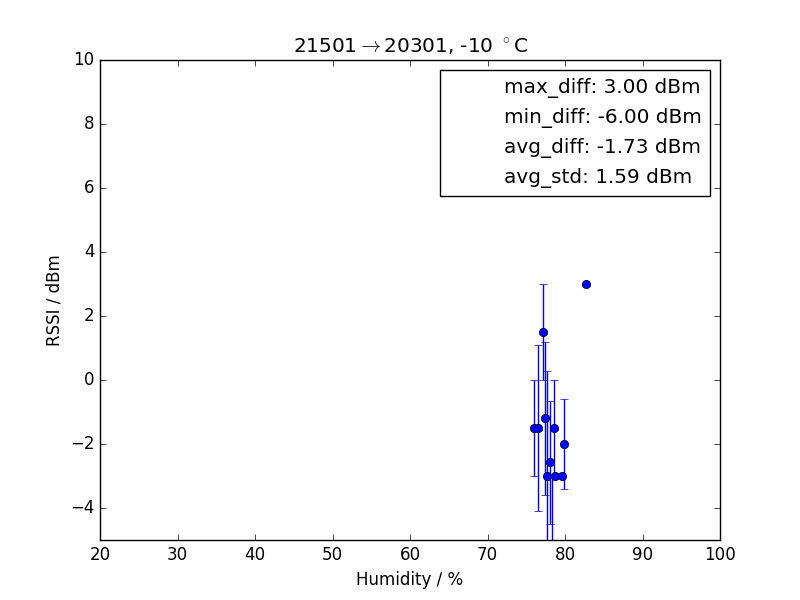 21501→20301, -10 °C
max_diff: 3.00 dBm
min_diff: -6.00 dBm
avg_diff: -1.73 dBm
avg_std: 1.59 dBm
RSSI / dBm
10
8
6
4
2
0
−2
−4
20 30 40 50 60 70 80 90 100
Humidity / %